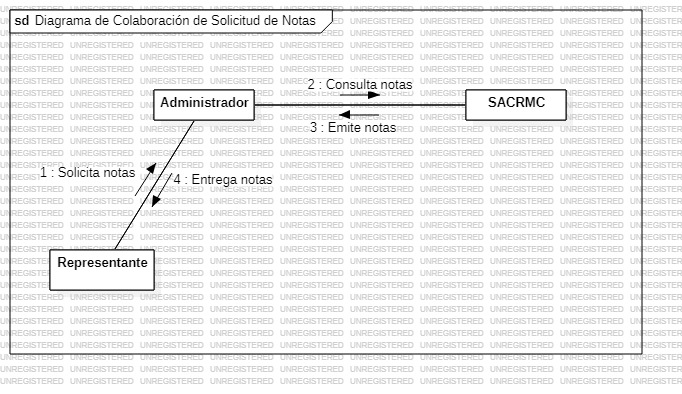 sd Diagrama de Colaboración de Solicitud de Notas
2 : Consulta notas
Administrador
SACRMC
3 : Emite notas
1 : Solicita notas
4 : Entrega notas
Representante
UNREGISTERED